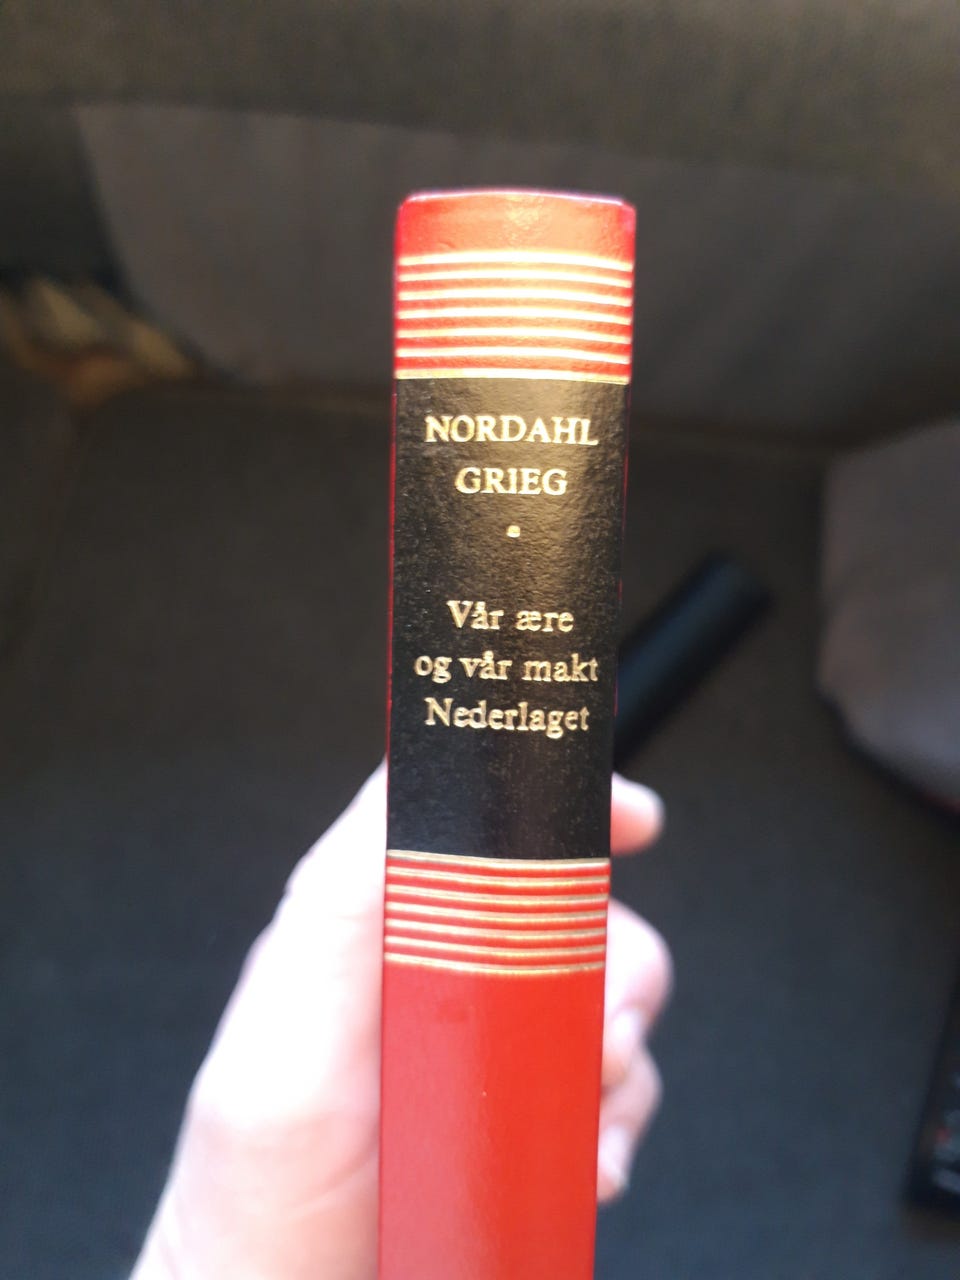 NORDAHL
GRIEG
Vår ære
og vår makt
Nederlaget